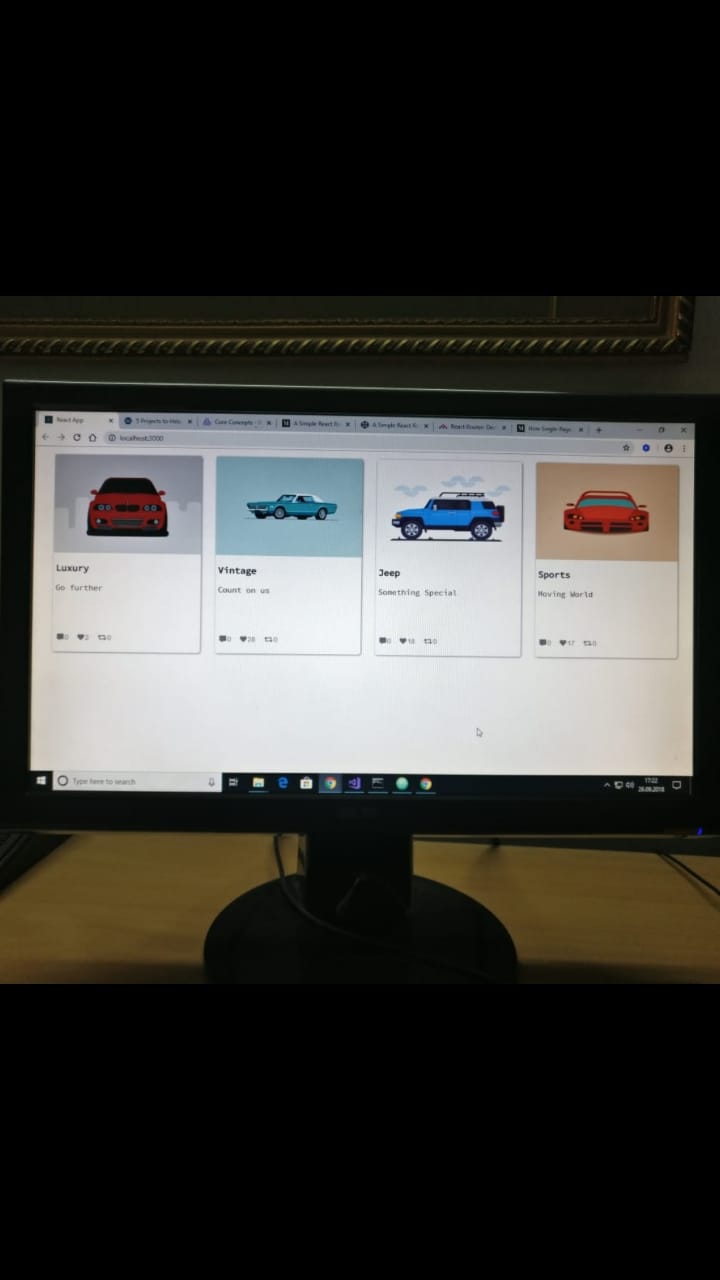 React App
5 Projects to Help
Core Concepts
A Simple React Ro
A Simple React Ro
React Router: Dec
How Single-Page
localhost:3000
Luxury
Vintage
Jeep
Sports
Go further
Count on us
Something Special
Moving World
0 2 0
0 28 0
0 18 0
0 17 0
Type here to search
17:22
26.09.2018